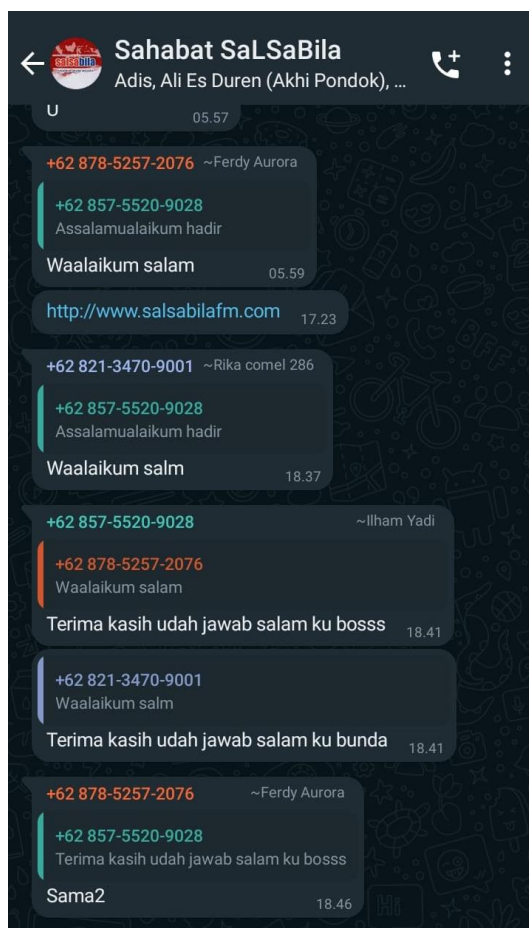 Sahabat SaLSaBila
Adis, Ali Es Duren (Akhi Pondok), ...
salsabila
U
05.57
+62 878-5257-2076 ~Ferdy Aurora
+62 857-5520-9028
Assalamualaikum hadir
Waalaikum salam
05.59
http://www.salsabilafm.com 17.23
+62 821-3470-9001 ~Rika comel 286
+62 857-5520-9028
Assalamualaikum hadir
Waalaikum salm
18.37
+62 857-5520-9028 ~Ilham Yadi
+62 878-5257-2076
Waalaikum salam
Terima kasih udah jawab salam ku bosss 18.41
+62 821-3470-9001
Waalaikum salm
Terima kasih udah jawab salam ku bunda 18.41
+62 878-5257-2076 ~Ferdy Aurora
+62 857-5520-9028
Terima kasih udah jawab salam ku bosss
Sama2
18.46